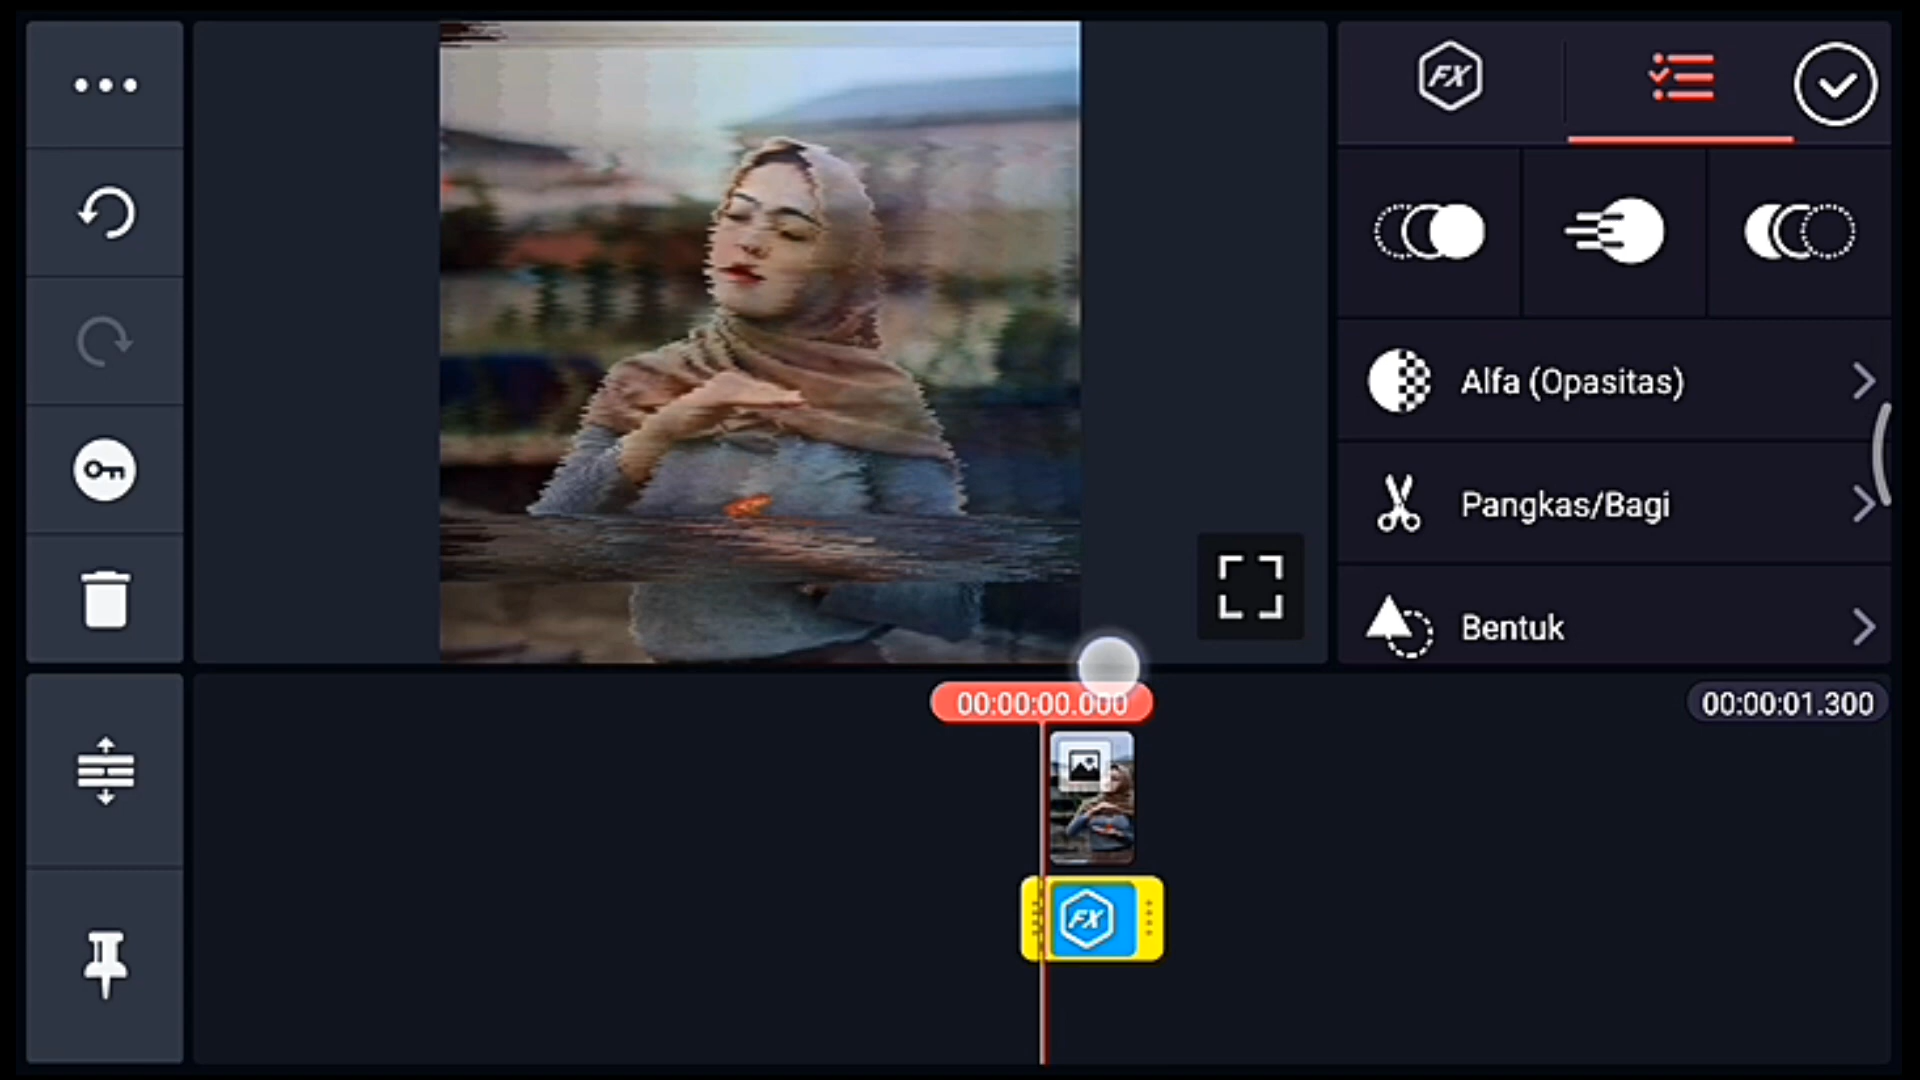 FX
Alfa (Opasitas)
Pangkas/Bagi
Bentuk
00:00:00.000
00:00:01.300
FX